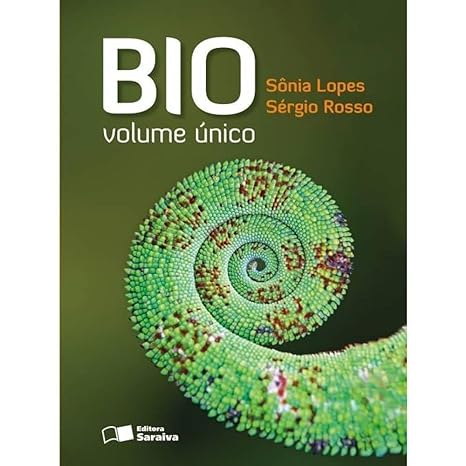 BIO
Sônia Lopes
Sérgio Rosso
volume único
Editora
Saraiva